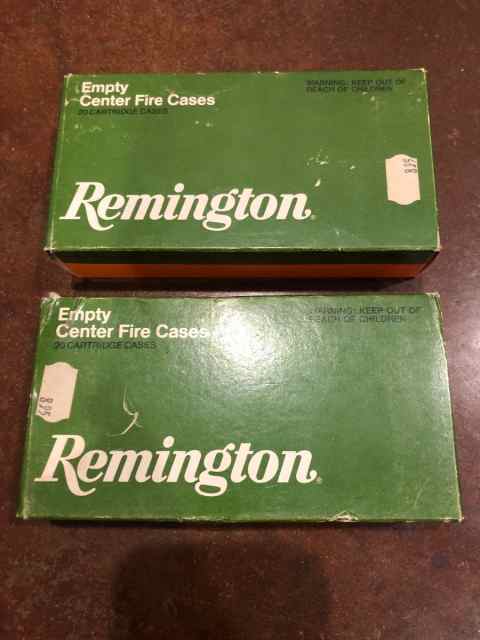 Empty
Center Fire Cases
20 CARTRIDGE CASES
WARNING: KEEP OUT OF
REACH OF CHILDREN
Remington®
Empty
Center Fire Cases
20 CARTRIDGE CASES
WARNING: KEEP OUT OF
REACH OF CHILDREN
895
Remington®